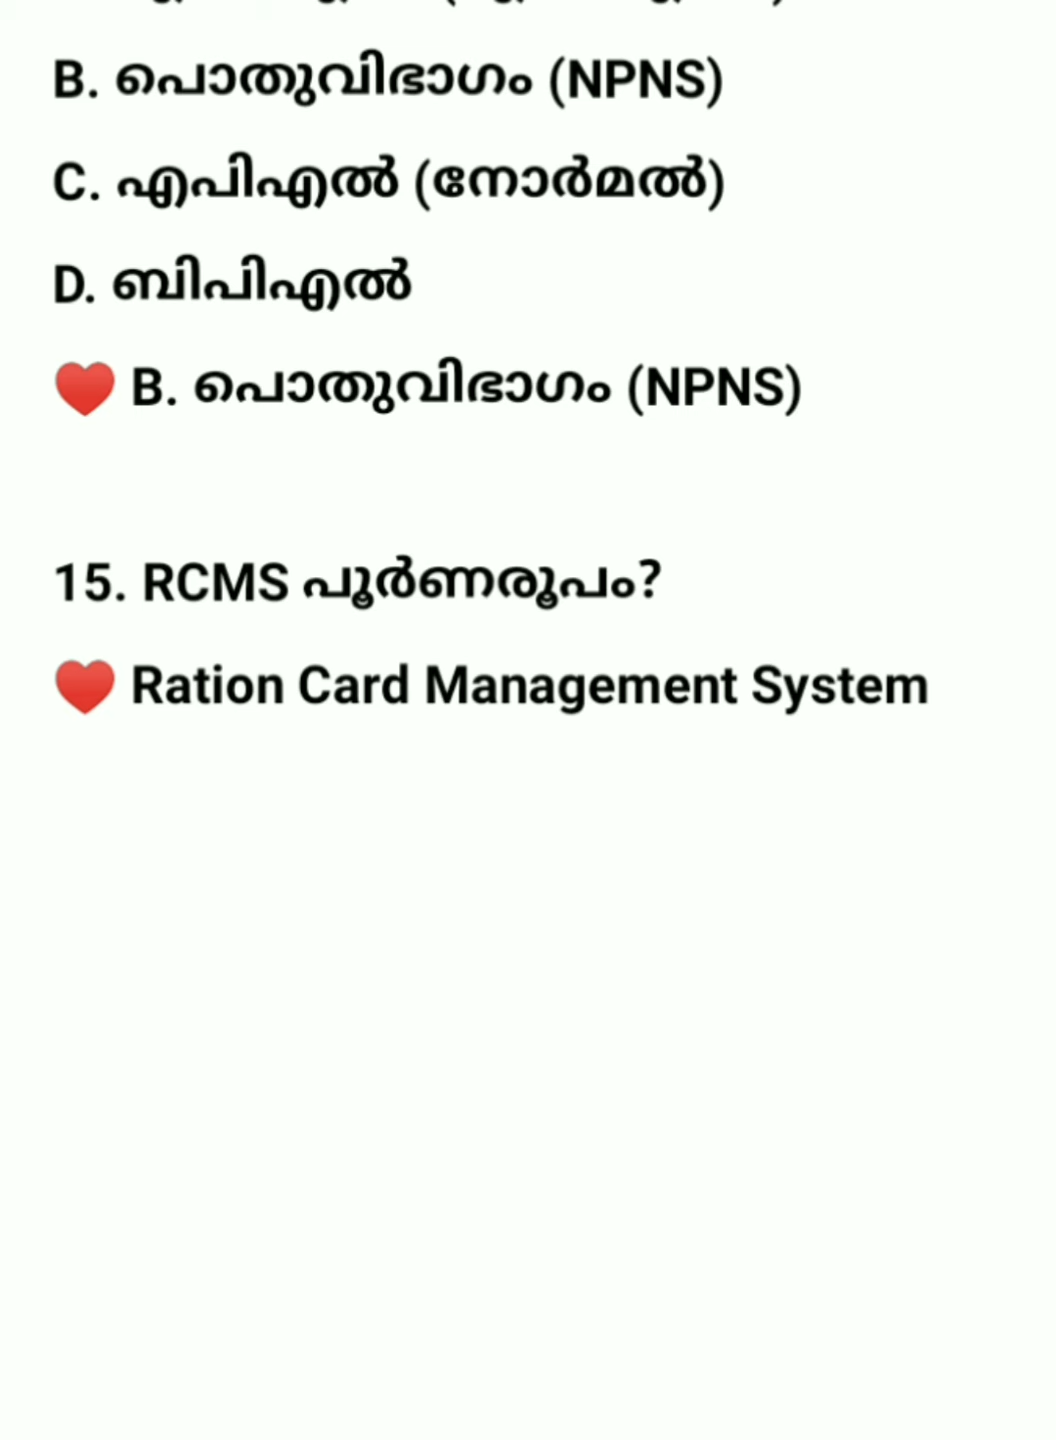 B. പൊതുവിഭാഗം (NPNS)
C. എപിഎൽ (നോർമൽ)
D. ബിപിഎൽ
❤️ B. പൊതുവിഭാഗം (NPNS)
15. RCMS പൂർണരൂപം?
❤️ Ration Card Management System